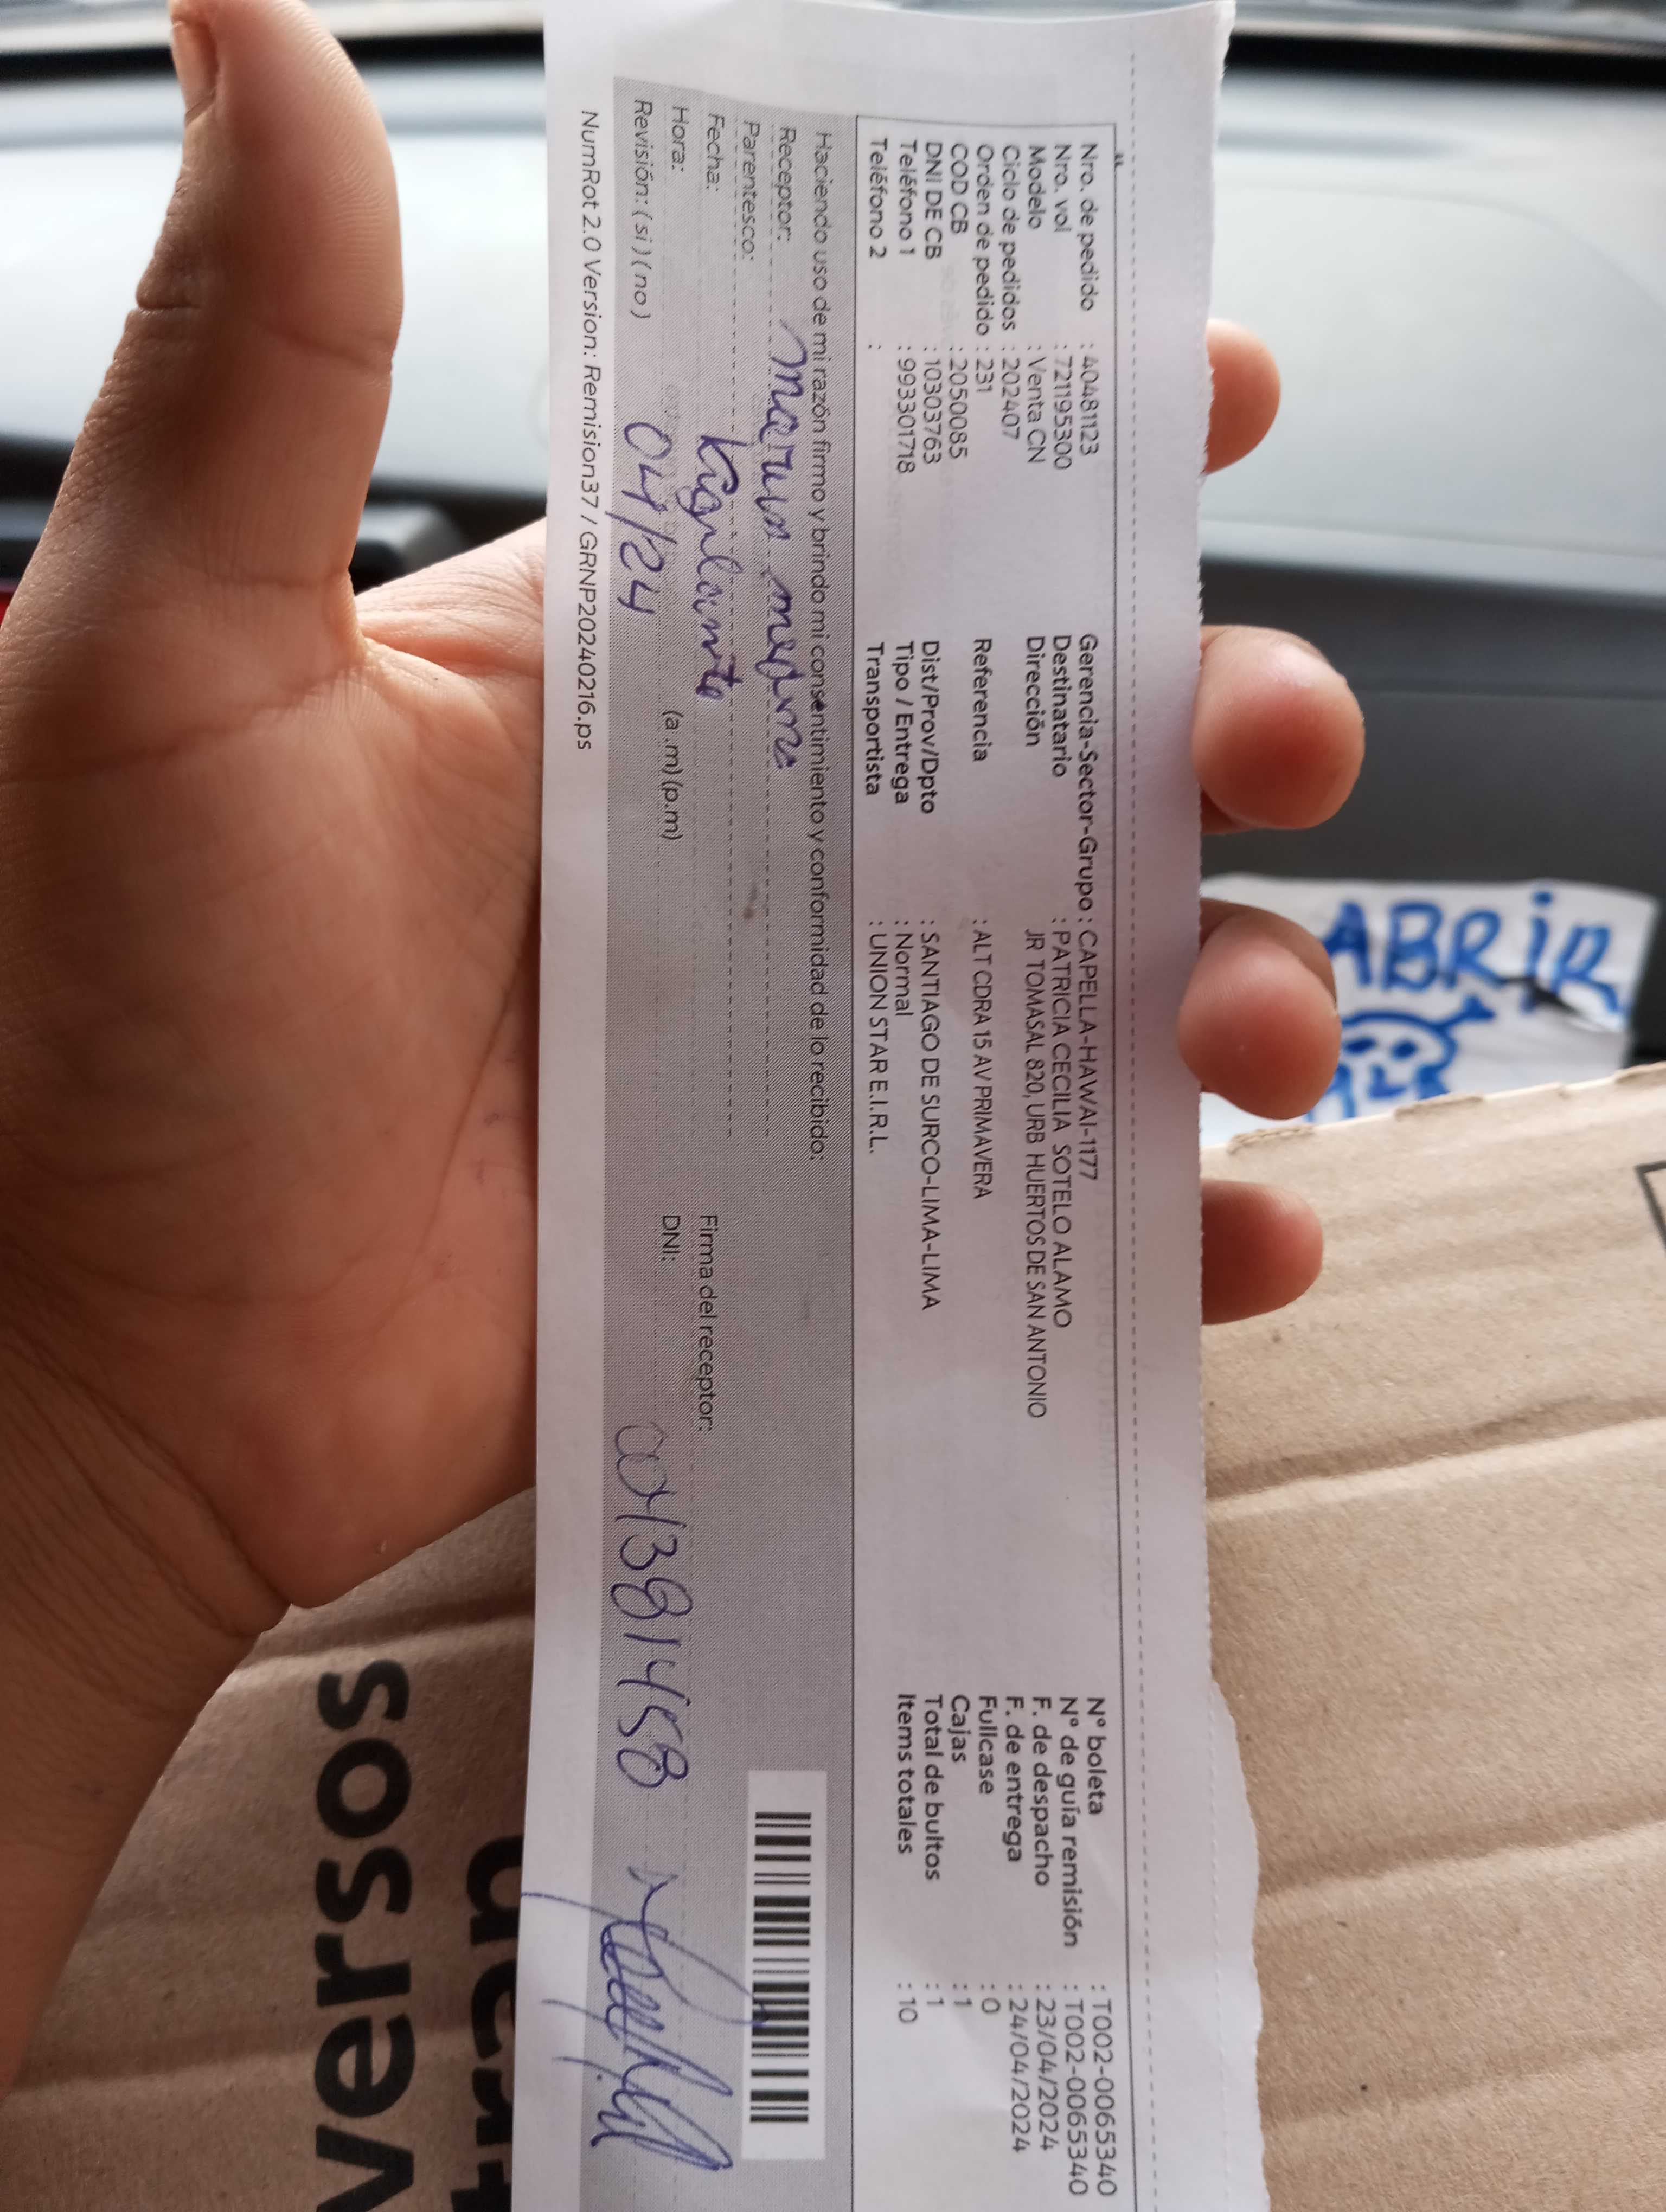 Nro. de pedido : 40481123
Nro. vol : 721195300
Modelo : Venta CN
Ciclo de pedidos : 202407
Orden de pedido : 231
COD CB : 2050085
DNI DE CB : 10303763
Teléfono 1 : 993301718
Teléfono 2 :
Gerencia-Sector-Grupo : CAPELLA-HAWAI-1177
Destinatario : PATRICIA CECILIA SOTELO ALAMO
Dirección JR TOMASAL 820, URB HUERTOS DE SAN ANTONIO
Referencia : ALT CDRA 15 AV PRIMAVERA
Dist/Prov/Dpto : SANTIAGO DE SURCO-LIMA-LIMA
Tipo / Entrega : Normal
Transportista : UNION STAR E.I.R.L.
N° boleta : T002-0065340
N° de guía remisión : T002-0065340
F. de despacho : 23/04/2024
F. de entrega : 24/04/2024
Fullcase : 0
Cajas : 1
Total de bultos : 1
Items totales : 10
Haciendo uso de mi razón firmo y brindo mi consentimiento y conformidad de lo recibido:
Receptor:
Parentesco: Vigilante
Fecha:
Hora: 04/24 (a .m) (p.m)
Revisión: ( si ) ( no )
Firma del receptor:
DNI: 001381458
NumRot 2.0 Version: Remision37 / GRNP20240216.ps
ABRIR
versos